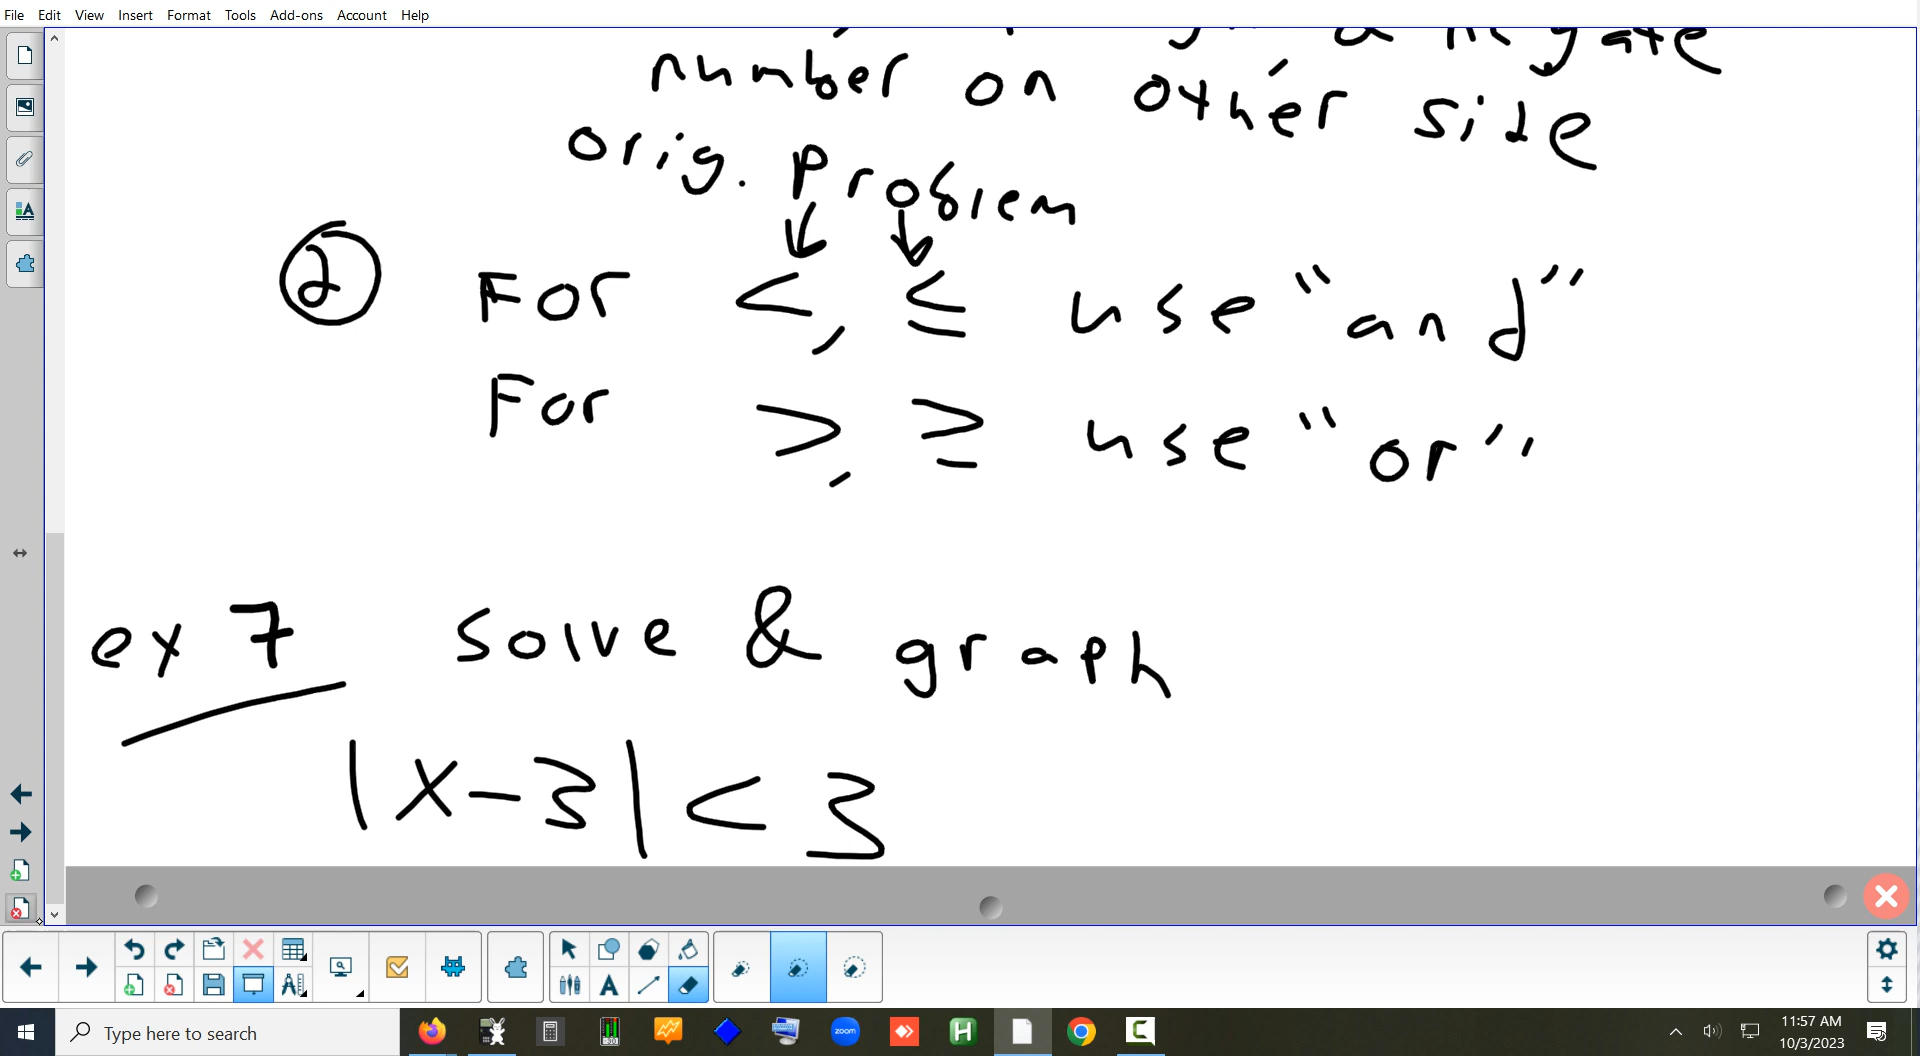 File Edit View Insert Format Tools Add-ons Account Help
number on other side
orig. problem
② For <, ≤ use "and"
For >, ≥ use "or"
ex 7 solve & graph
|x-3| < 3
Type here to search
zoom
11:57 AM
10/3/2023